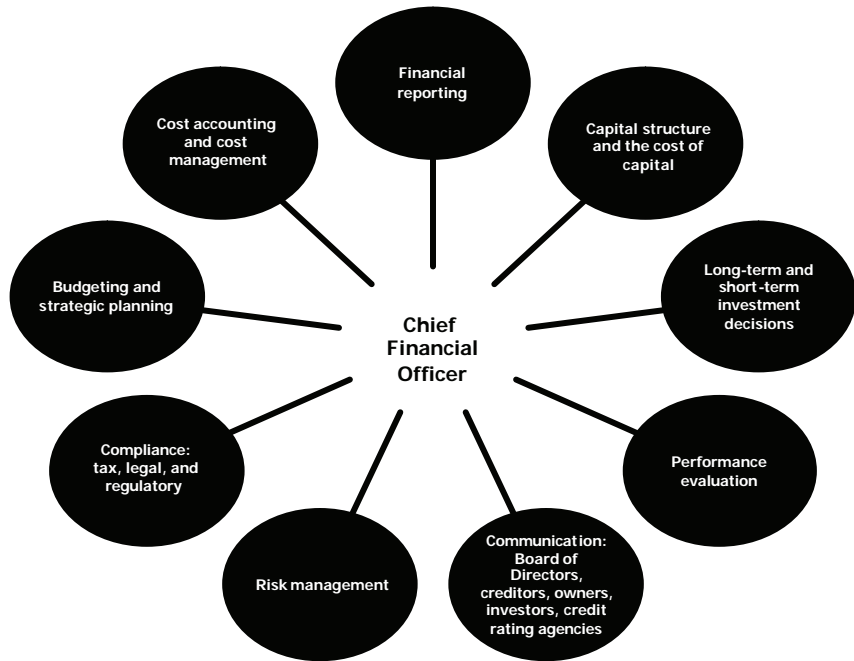 Financial
reporting
Cost accounting
and cost
management
Capital structure
and the cost of
capital
Budgeting and
strategic planning
Long-term and
short-term
investment
decisions
Chief
Financial
Officer
Compliance:
tax, legal, and
regulatory
Performance
evaluation
Risk management
Communication:
Board of
Directors,
creditors, owners,
investors, credit
rating agencies